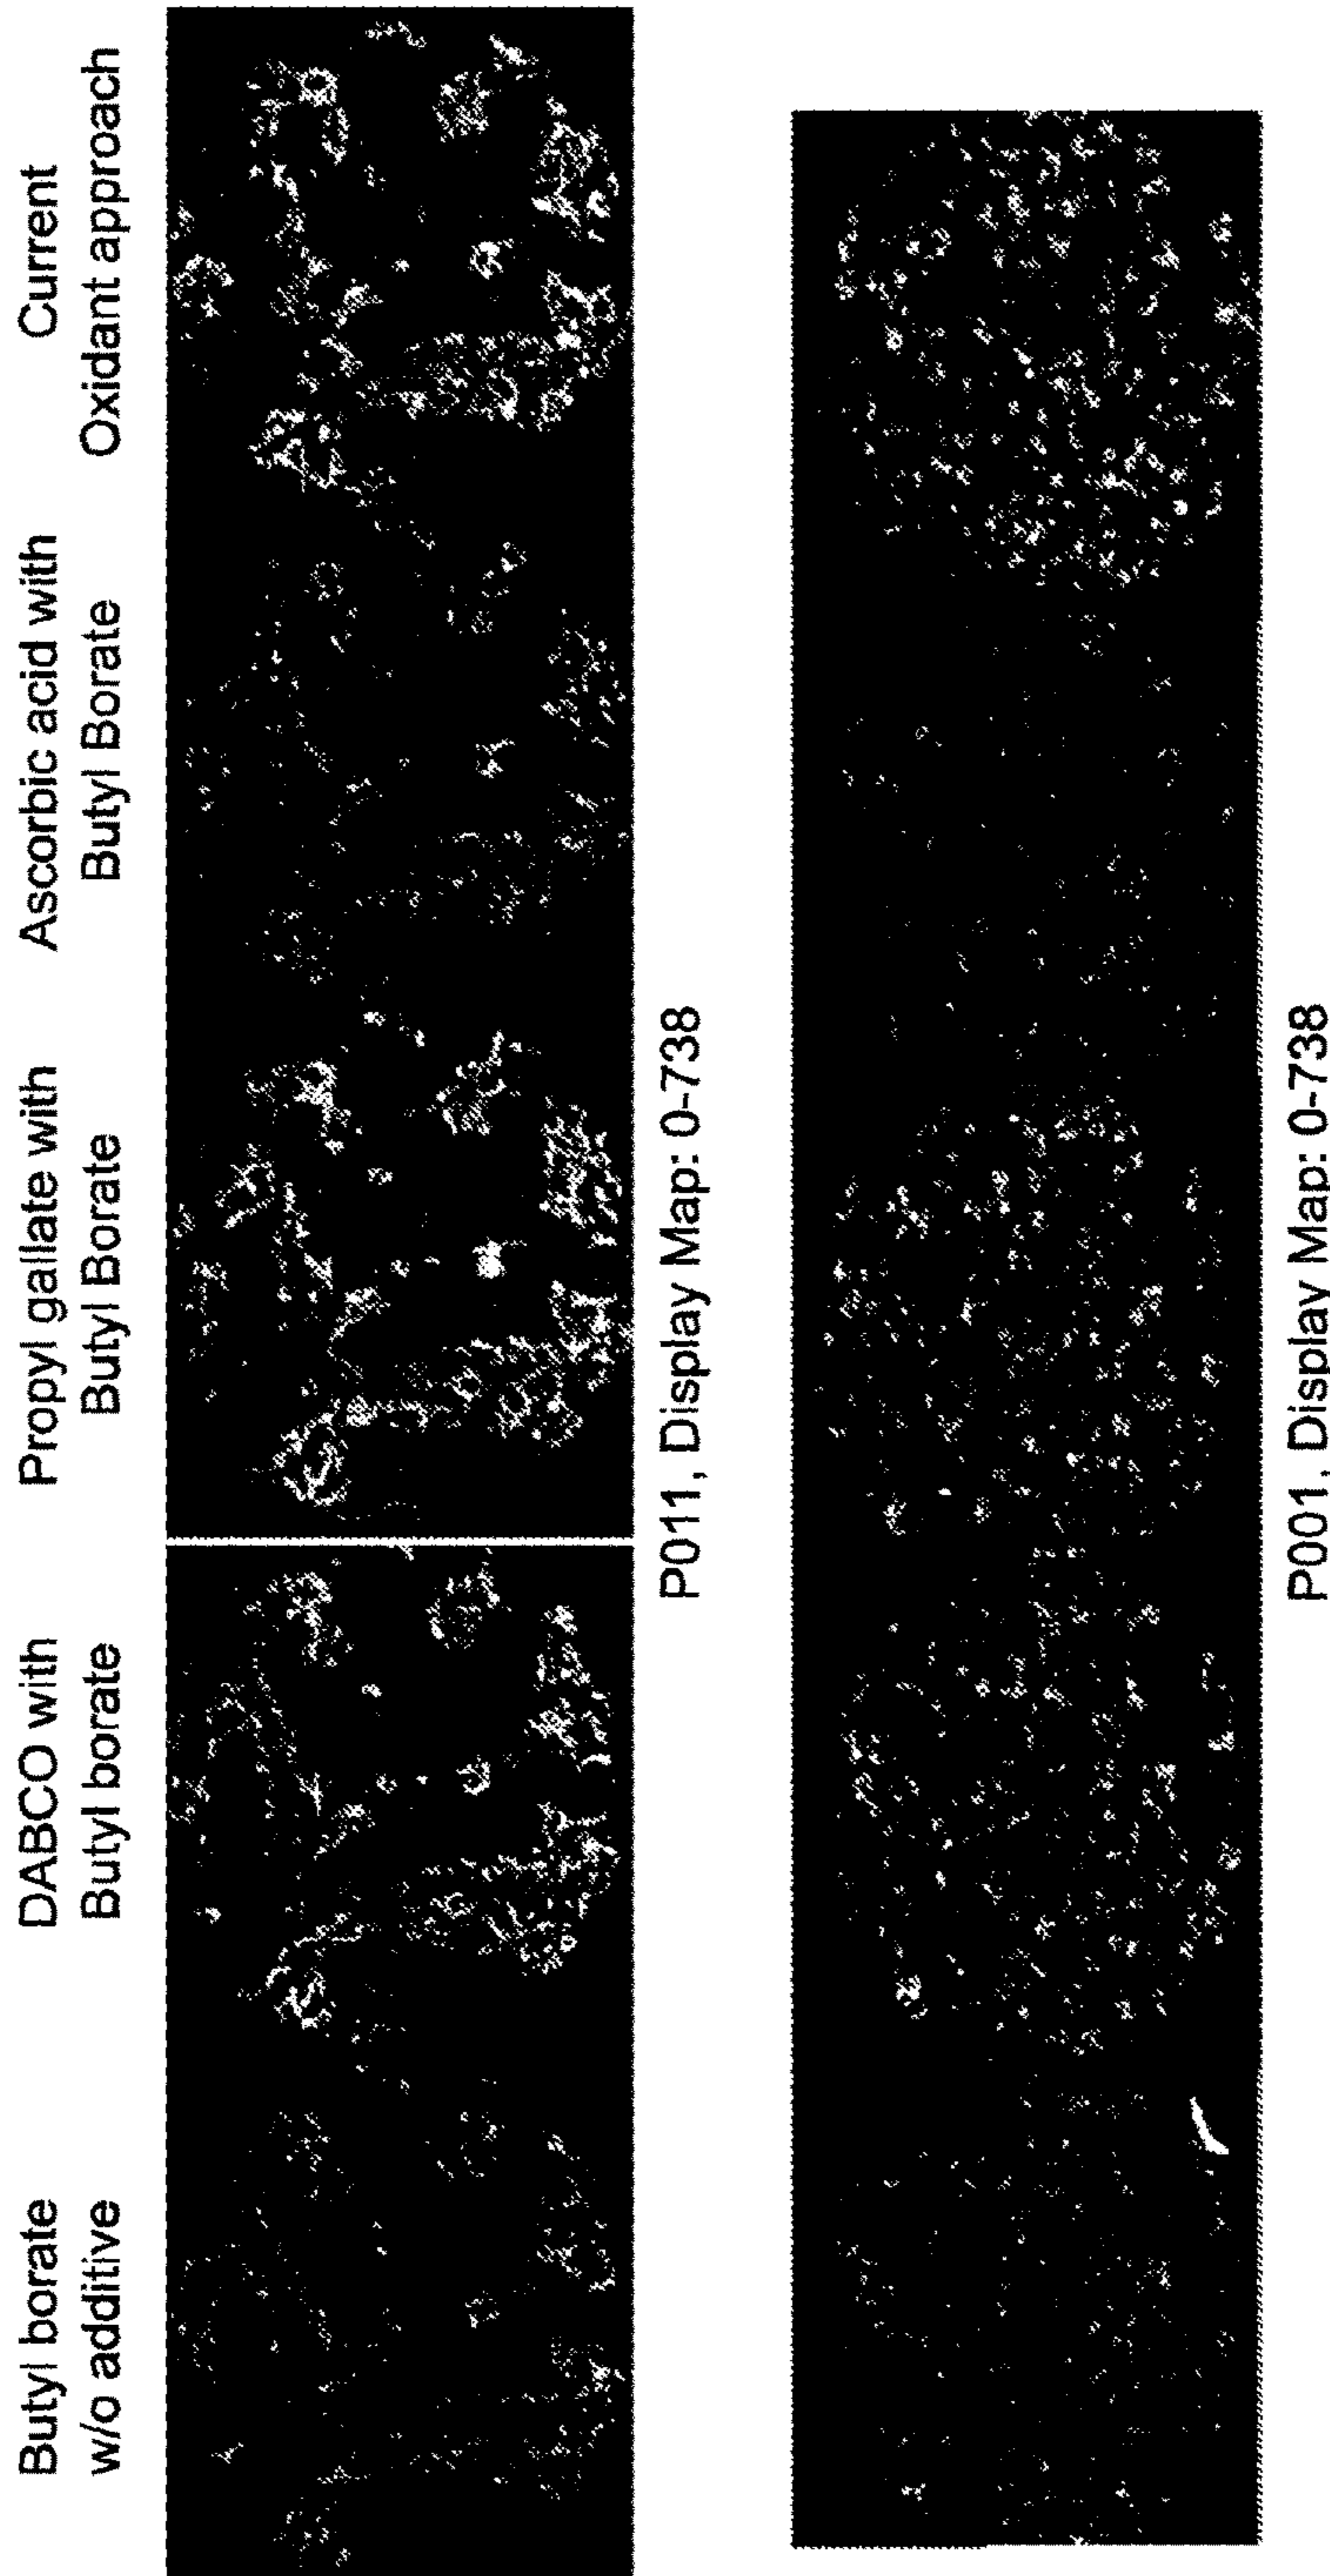 Butyl borate
w/o additive
DABCO with
Butyl borate
Propyl gallate with
Butyl Borate
Ascorbic acid with
Butyl Borate
Current
Oxidant approach
P011, Display Map: 0-738
P001, Display Map: 0-738